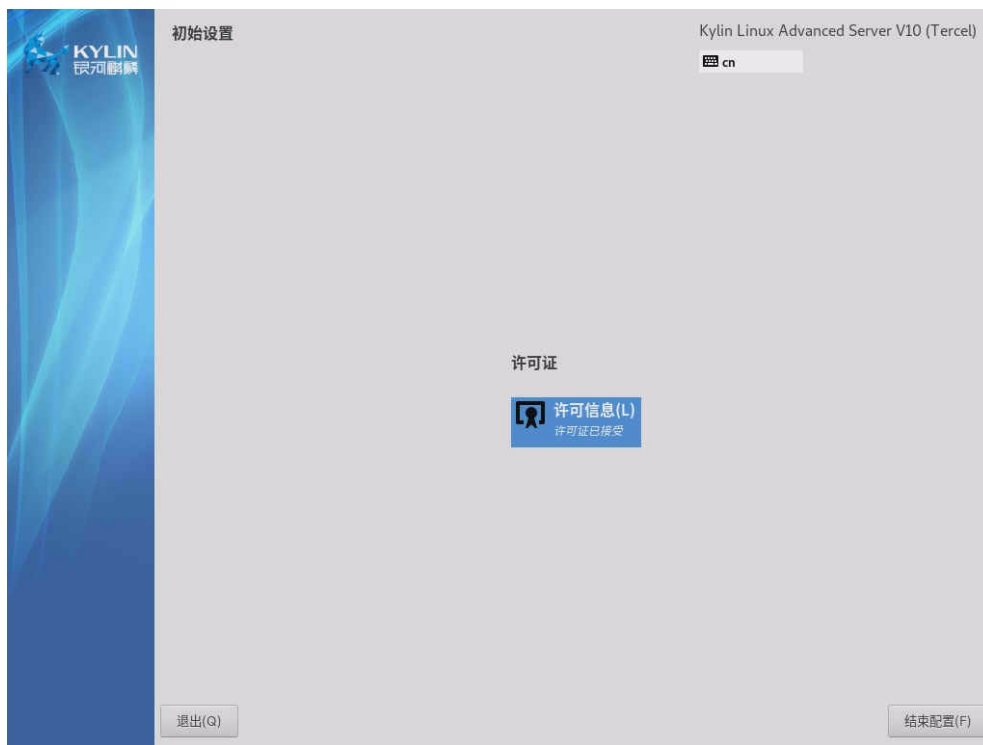 KYLIN
银河麒麟
初始设置
Kylin Linux Advanced Server V10 (Tercel)
cn
许可证
许可信息(L)
许可证已接受
退出(Q)
结束配置(F)